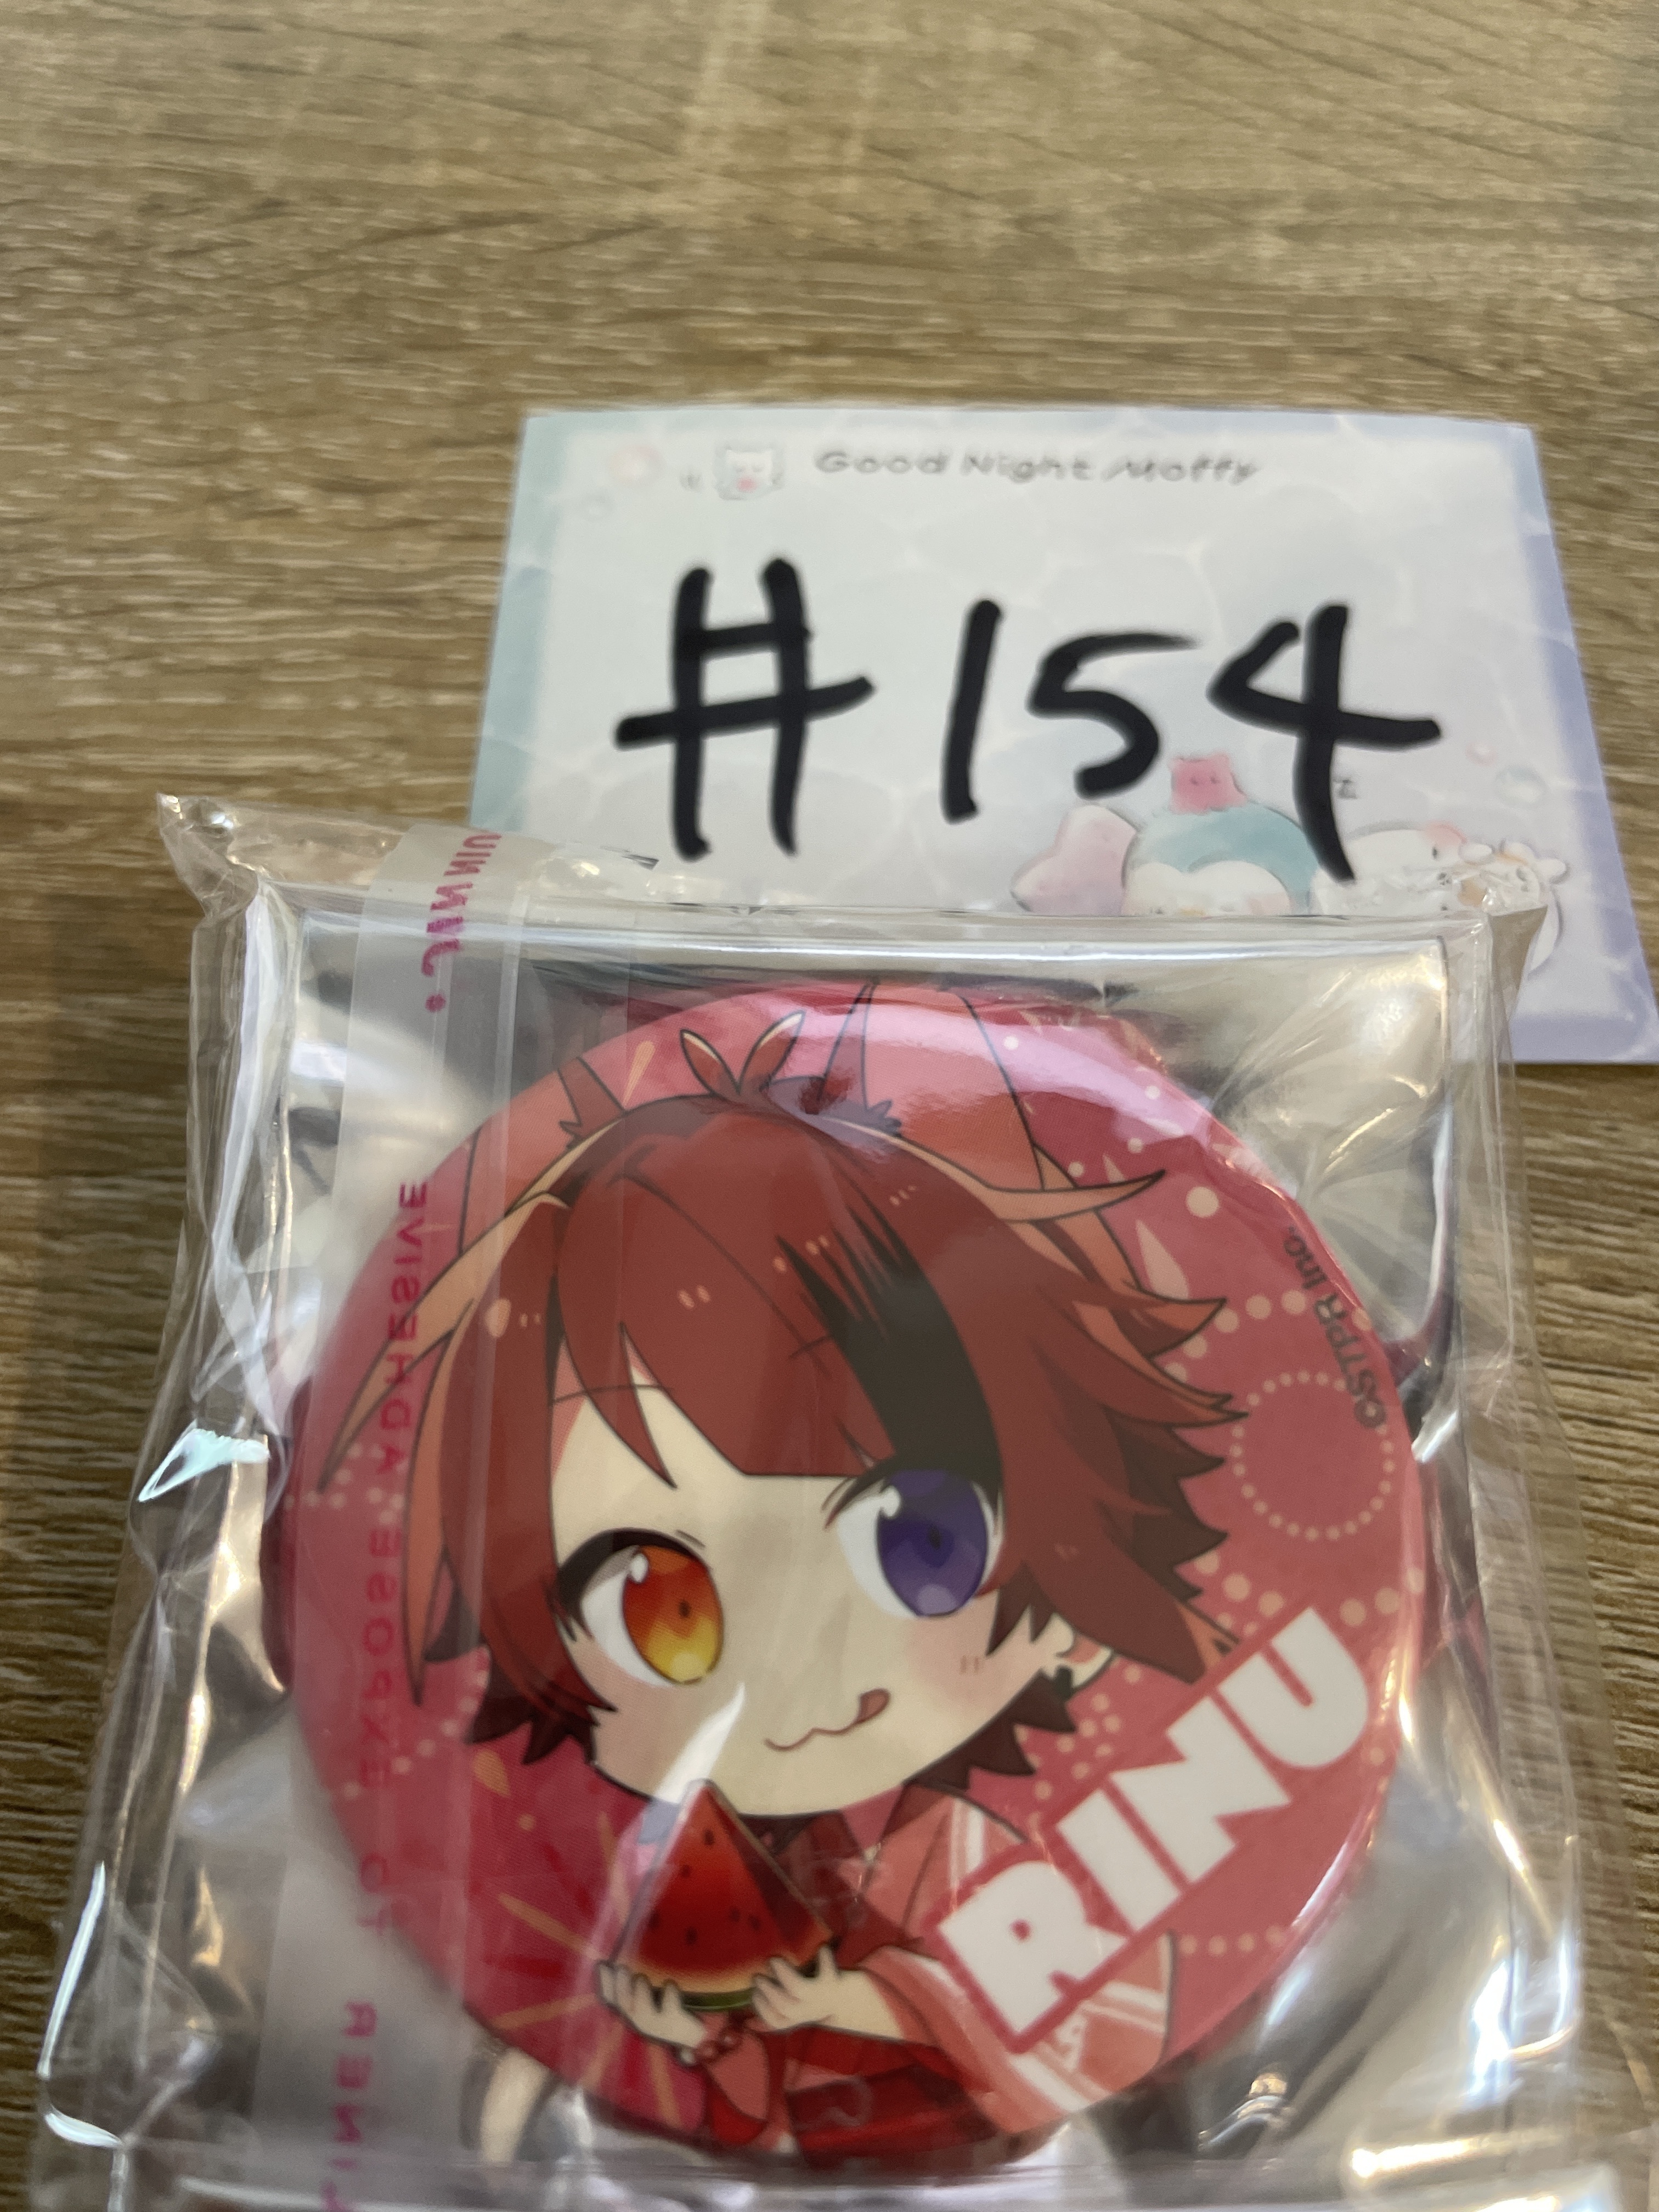 Good Night Moffy
#154
©STPR Inc.
RINU